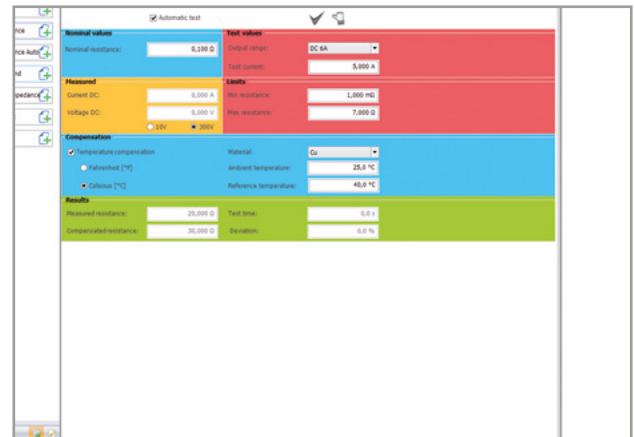 Automatic test
nce
Nominal values
Test values
Nominal resistance: 0,100 Ω
Output range: DC 6A
nce Auto
Test current: 5,000 A
nd
Measured
Limits
Current DC: 0,000 A
Min resistance: 1,000 mΩ
pedance
Voltage DC: 0,000 V
Max resistance: 7,000 Ω
10V 300V
Compensation
Temperature compensation
Material: Cu
Fahrenheit [°F]
Ambient temperature: 25,0 °C
Celsious [°C]
Reference temperature: 40,0 °C
Results
Measured resistance: 20,000 Ω
Test time: 0,0 s
Compensated resistance: 30,000 Ω
Deviation: 0,0 %